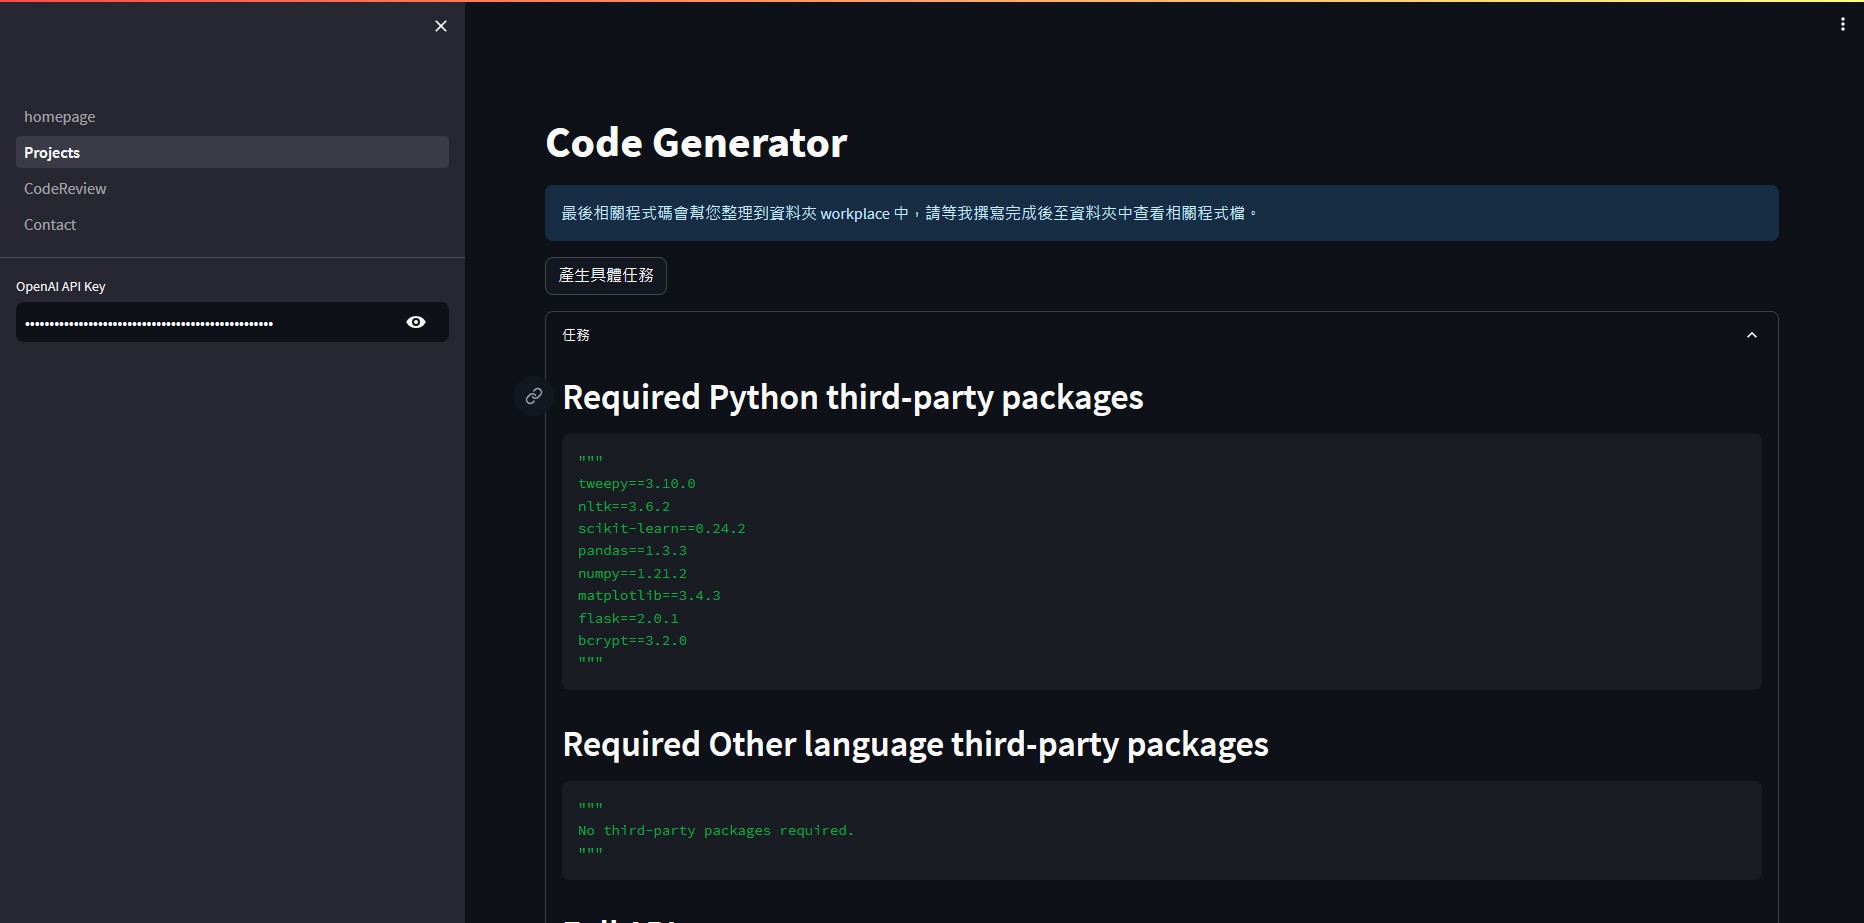 homepage
Projects
CodeReview
Contact
OpenAI API Key
Code Generator
最後相關程式碼會幫您整理到資料夾 workplace 中，請等我撰寫完成後至資料夾中查看相關程式檔。
產生具體任務
任務
Required Python third-party packages
"""
tweepy==3.10.0
nltk==3.6.2
scikit-learn==0.24.2
pandas==1.3.3
numpy==1.21.2
matplotlib==3.4.3
flask==2.0.1
bcrypt==3.2.0
"""
Required Other language third-party packages
"""
No third-party packages required.
"""